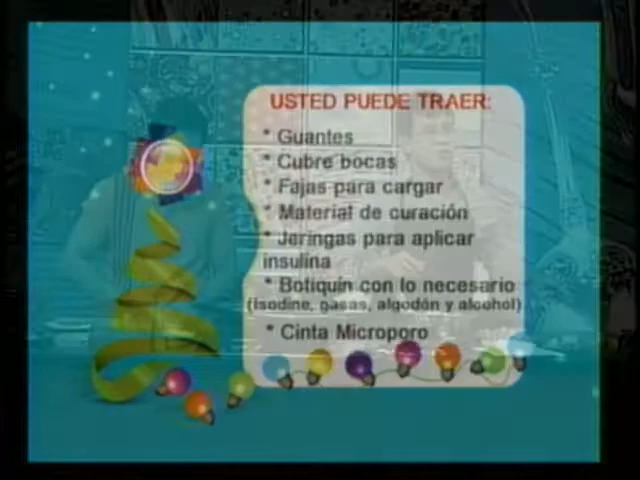 USTED PUEDE TRAER:
* Guantes
* Cubre bocas
* Fajas para cargar
* Material de curación
* Jeringas para aplicar
insulina
* Botiquín con lo necesario
(Isodine, gasas, algodón y alcohol)
* Cinta Microporo